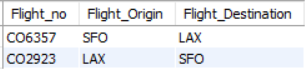 Flight_no Flight_Origin Flight_Destination
CO6357 SFO LAX
CO2923 LAX SFO